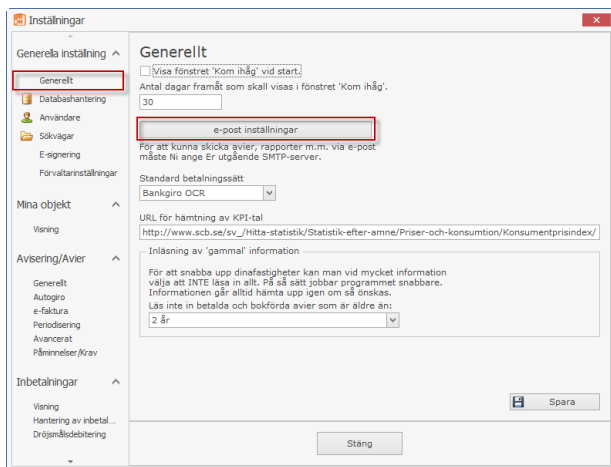 Inställningar
Generella inställning
Generellt
Databashantering
Användare
Sökvägar
E-signering
Förvaltarinställningar
Mina objekt
Visning
Avisering/Avier
Generellt
Autogiro
e-faktura
Periodisering
Avancerat
Påminnelser/Krav
Inbetalningar
Visning
Hantering av inbetal...
Dröjsmålsdebitering
Generellt
Visa fönstret 'Kom ihåg' vid start.
Antal dagar framåt som skall visas i fönstret 'Kom ihåg'.
30
e-post inställningar
För att kunna skicka avier, rapporter m.m. via e-post
måste Ni ange Er utgående SMTP-server.
Standard betalningssätt
Bankgiro OCR
URL för hämtning av KPI-tal
http://www.scb.se/sv_/Hitta-statistik/Statistik-efter-amne/Priser-och-konsumtion/Konsumentprisindex/
Inläsning av 'gammal' information
För att snabba upp dinafastigheter kan man vid mycket information
välja att INTE läsa in allt. På så sätt jobbar programmet snabbare.
Informationen går alltid hämta upp igen om så önskas.
Läs inte in betalda och bokförda avier som är äldre än:
2 år
Spara
Stäng